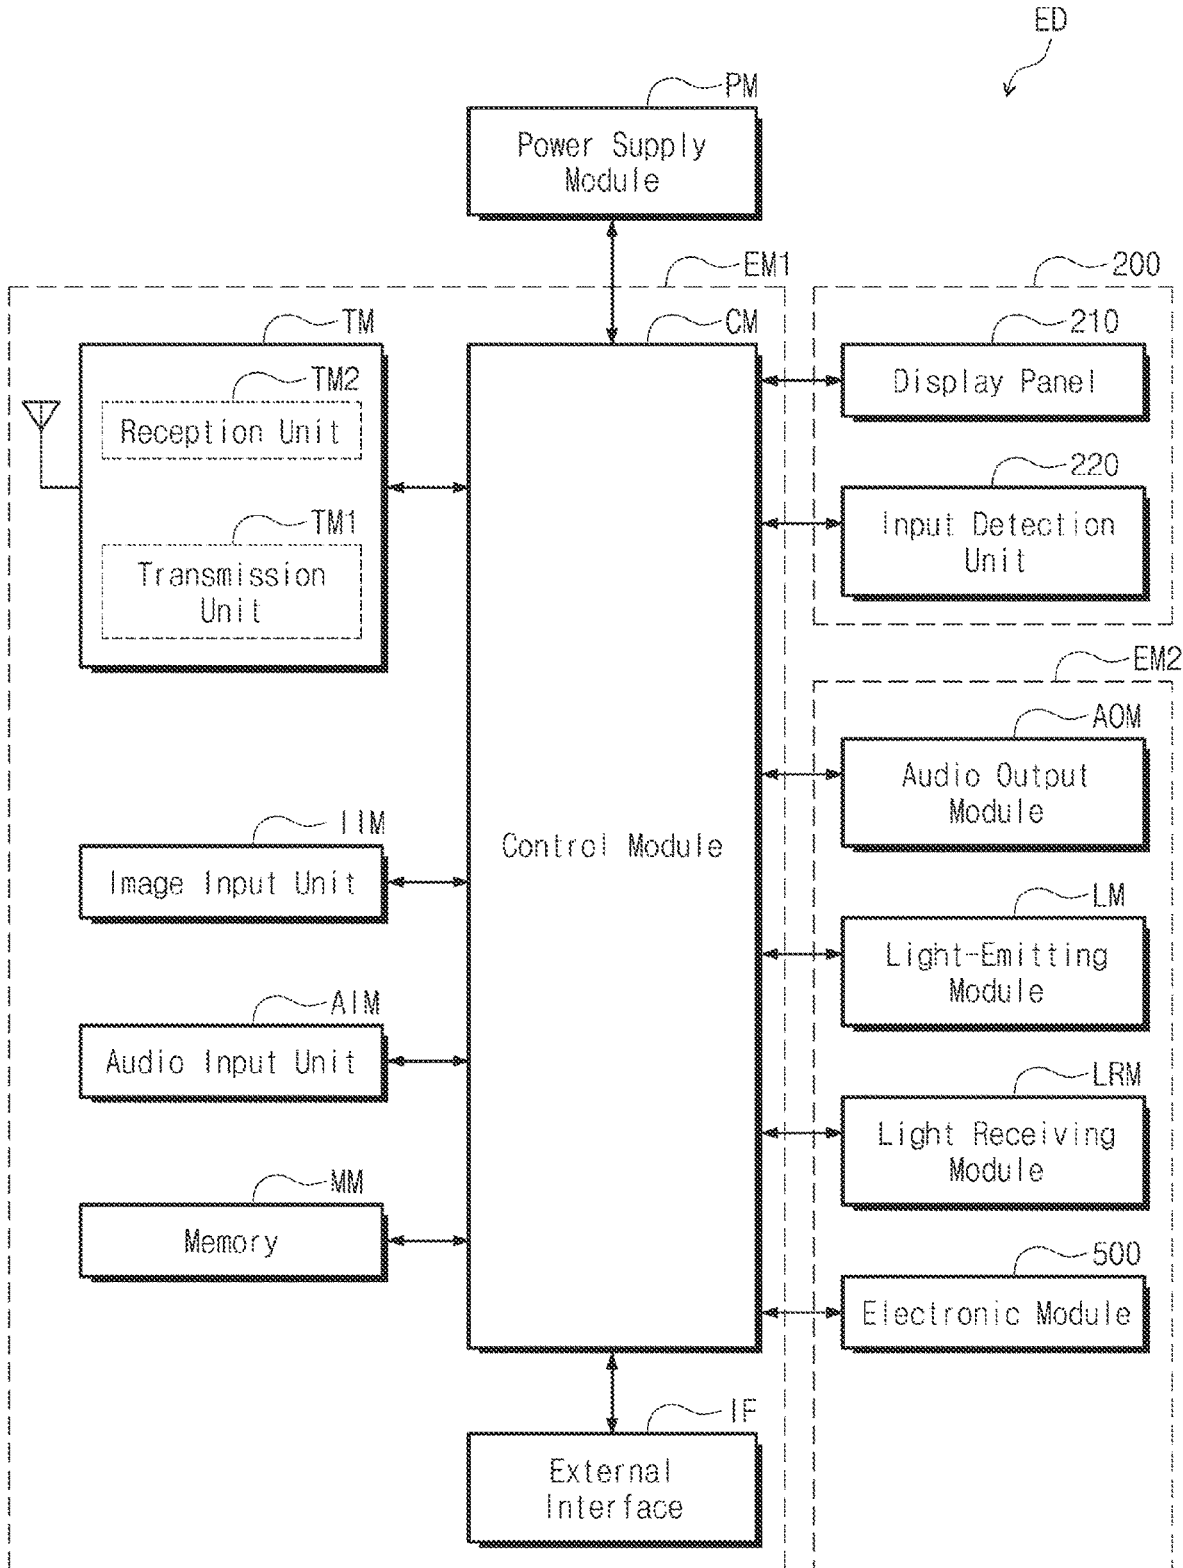 ED
PM
Power Supply
Module
EM1
200
TM
CM
210
Display Panel
TM2
Reception Unit
220
Input Detection
Unit
TM1
Transmission
Unit
EM2
AOM
Audio Output
Module
IIM
Image Input Unit
Control Module
LM
Light-Emitting
Module
AIM
Audio Input Unit
LRM
Light Receiving
Module
MM
Memory
500
Electronic Module
IF
External
Interface